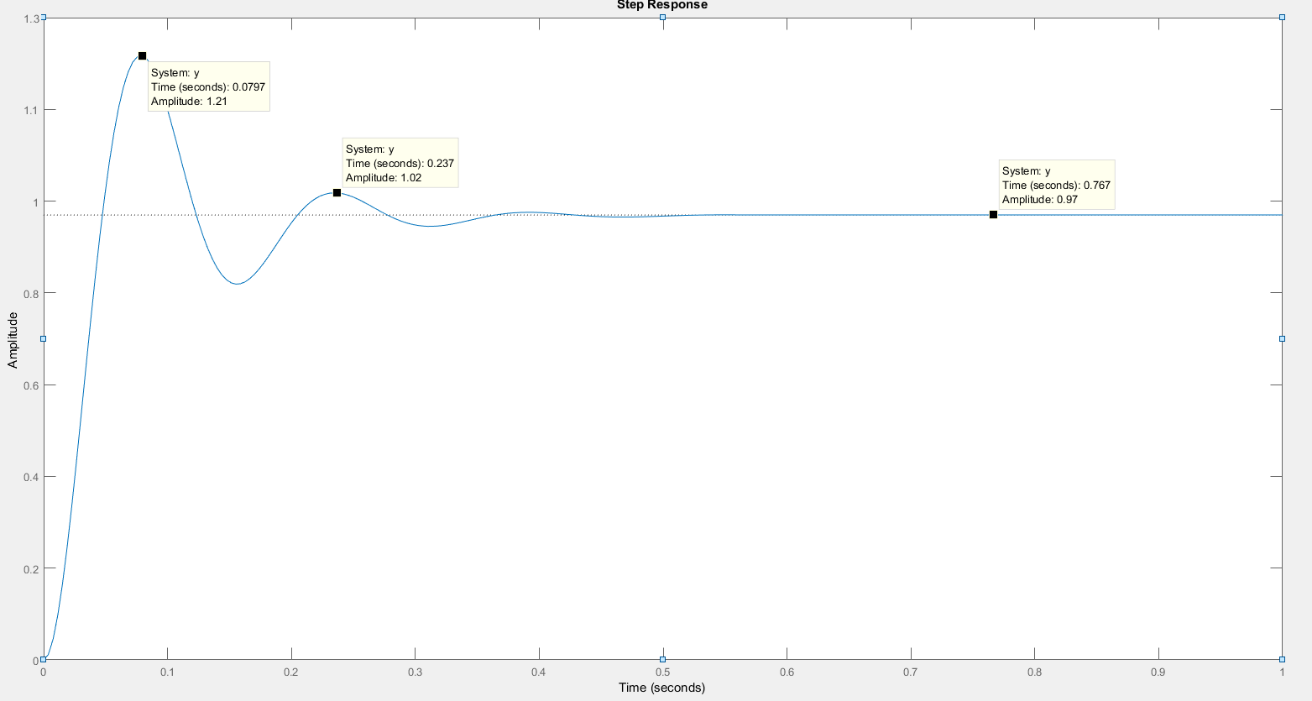 Step Response
1.3
System: y
Time (seconds): 0.0797
Amplitude: 1.21
1.1
System: y
Time (seconds): 0.237
Amplitude: 1.02
System: y
Time (seconds): 0.767
Amplitude: 0.97
1
0.8
Amplitude
0.6
0.4
0.2
0
0 0.1 0.2 0.3 0.4 0.5 0.6 0.7 0.8 0.9 1
Time (seconds)